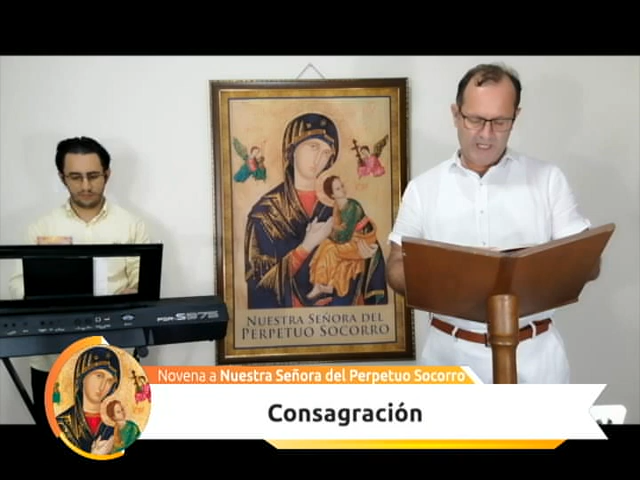 PSR-S975
NUESTRA SEÑORA DEL
PERPETUO SOCORRO
Novena a Nuestra Señora del Perpetuo Socorro
Consagración